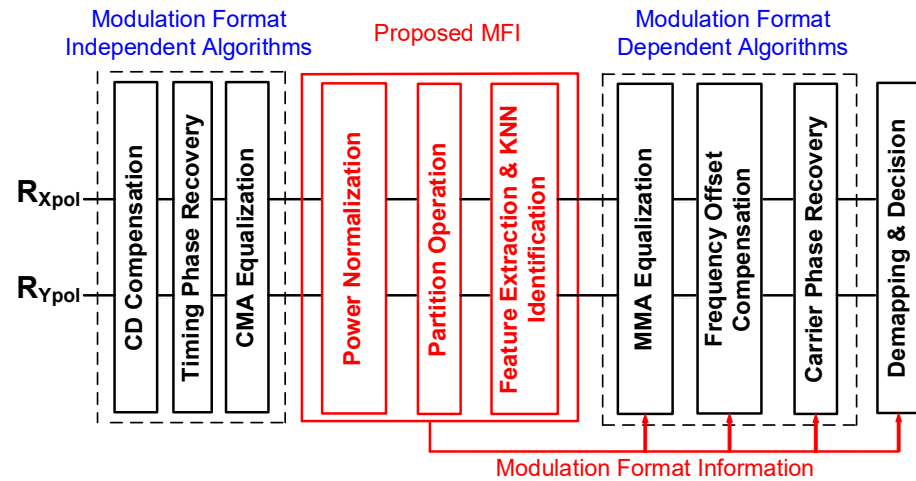 Modulation Format
Independent Algorithms
Proposed MFI
Modulation Format
Dependent Algorithms
RXpol
RYpol
CD Compensation
Timing Phase Recovery
CMA Equalization
Power Normalization
Partition Operation
Feature Extraction & KNN
Identification
MMA Equalization
Frequency Offset
Compensation
Carrier Phase Recovery
Demapping & Decision
Modulation Format Information